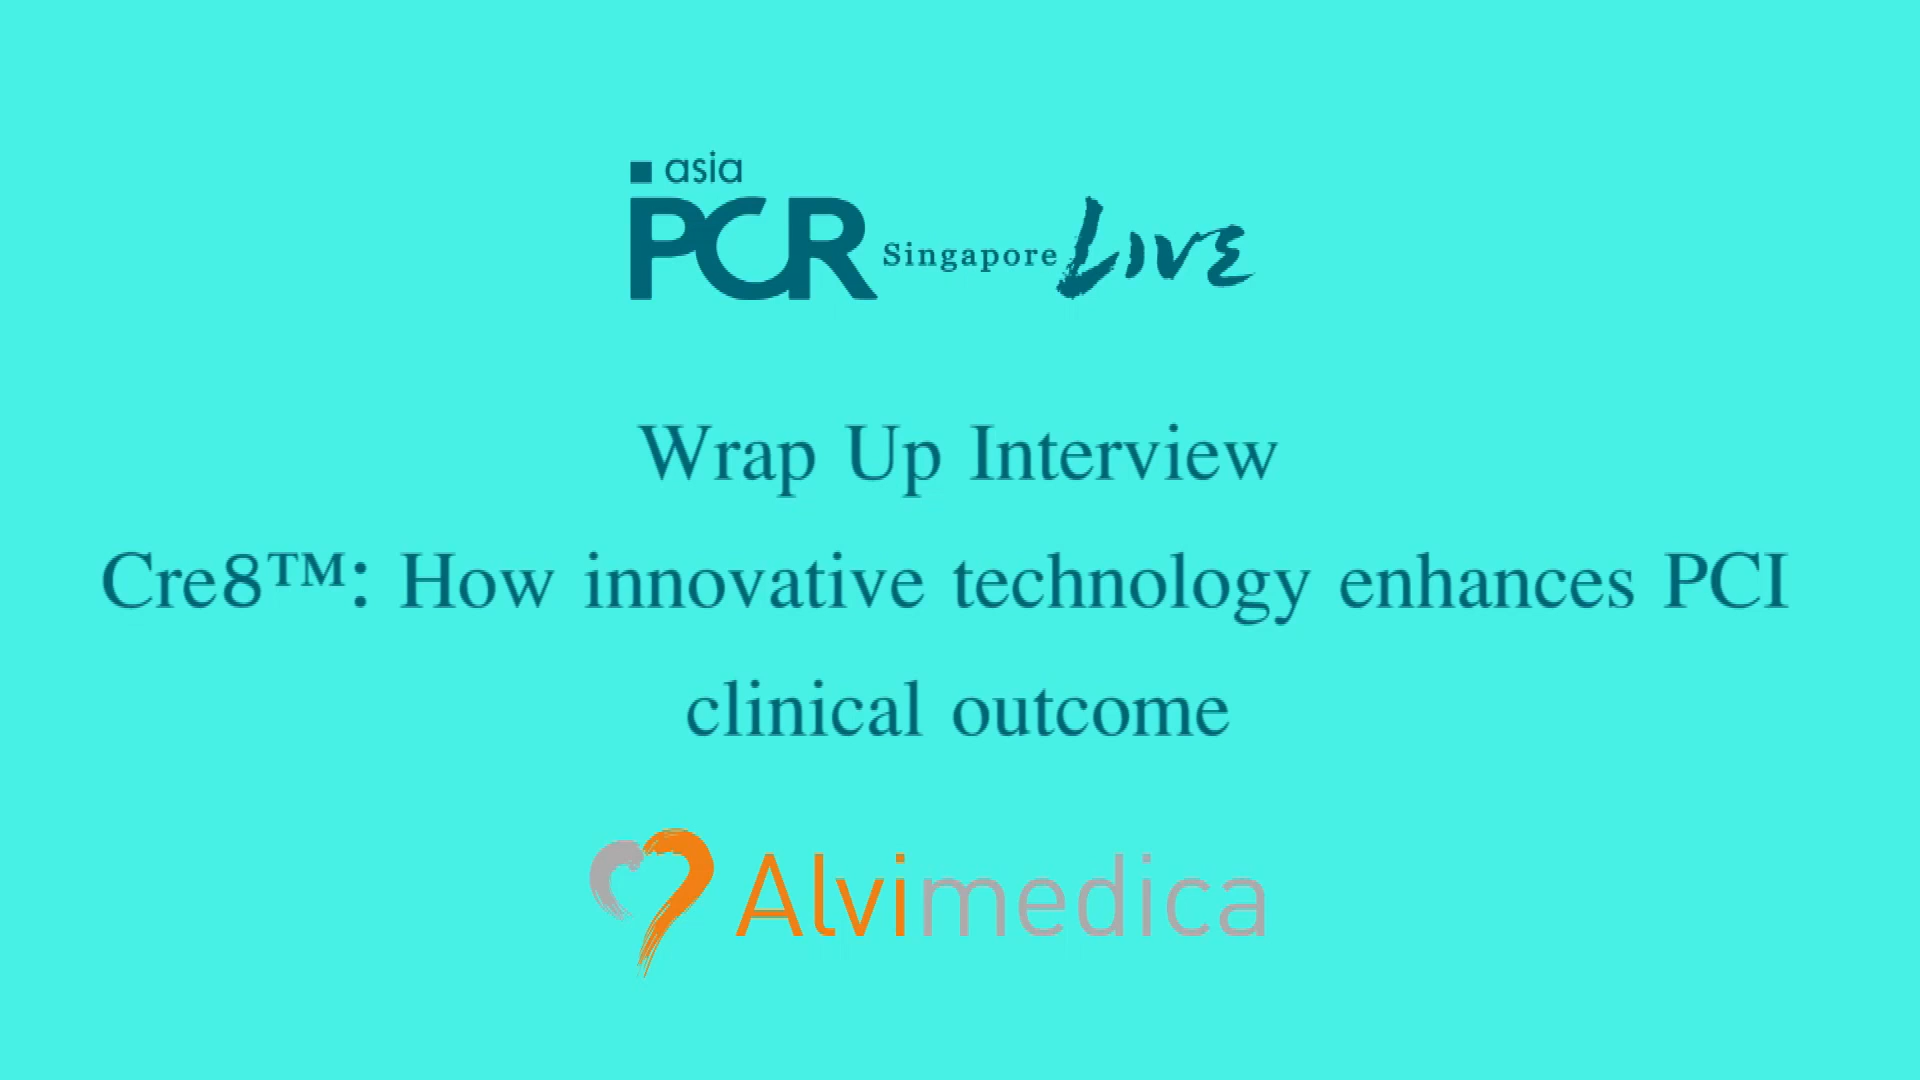 asia
PCR Singapore LIVE
Wrap Up Interview
Cre8™: How innovative technology enhances PCI
clinical outcome
Alvimedica